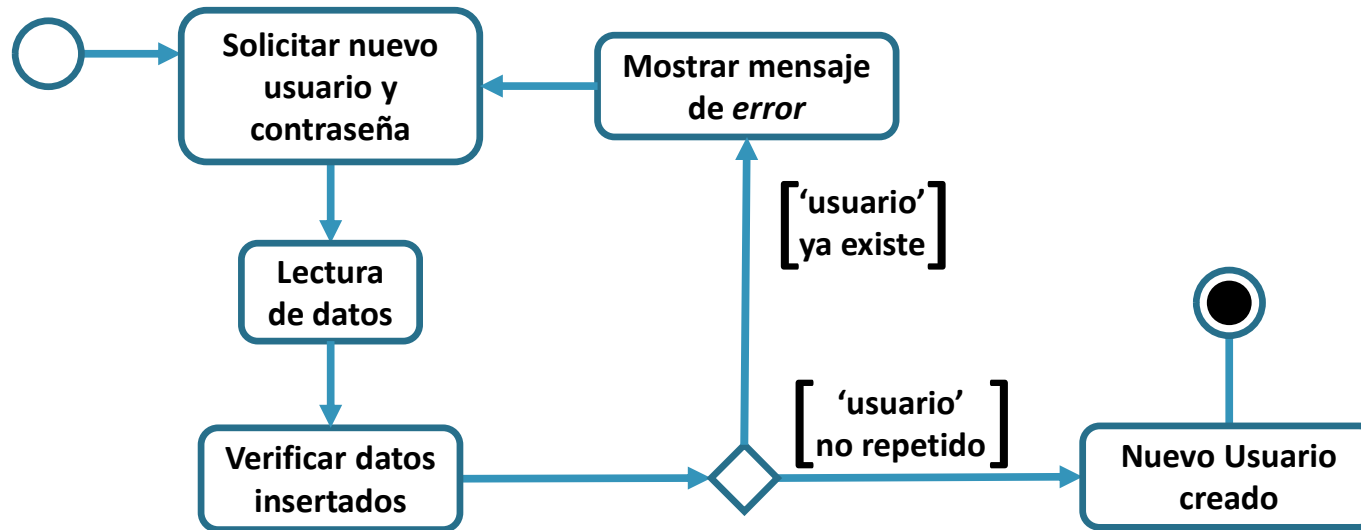 Solicitar nuevo
usuario y
contraseña
Mostrar mensaje
de error
[‘usuario’
ya existe]
Lectura
de datos
[‘usuario’
no repetido]
Verificar datos
insertados
Nuevo Usuario
creado